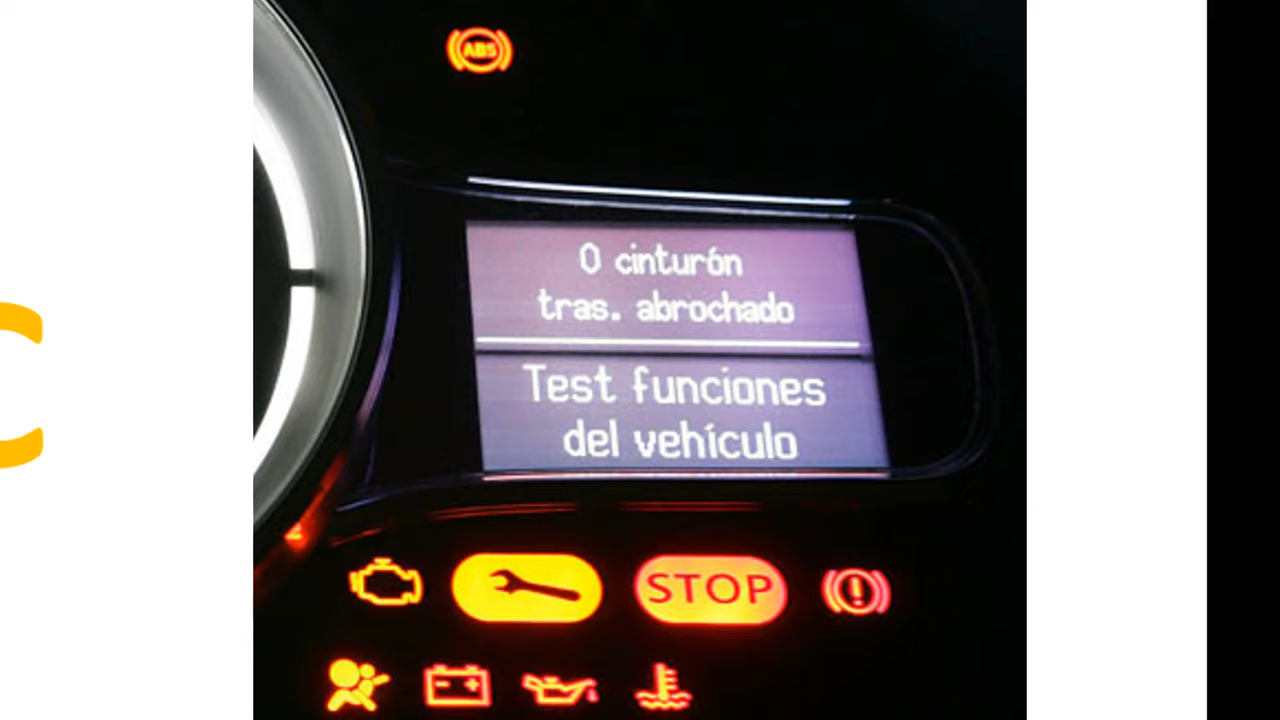 ABS
0 cinturón
tras. abrochado
Test funciones
del vehículo
STOP